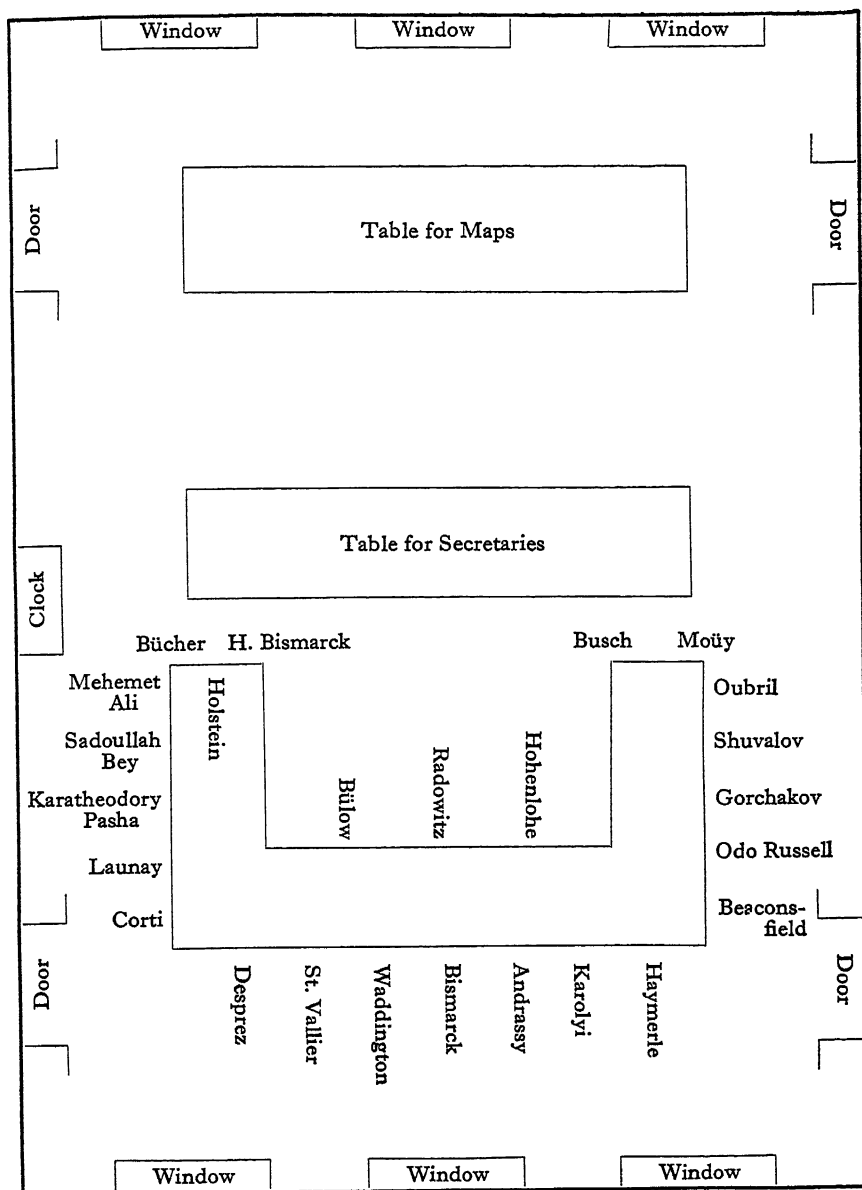 Window
Window
Window
Door
Table for Maps
Door
Table for Secretaries
Clock
Bücher
H. Bismarck
Busch
Moüy
Mehemet
Ali
Holstein
Oubril
Sadoullah
Bey
Bülow
Radowitz
Hohenlohe
Shuvalov
Karatheodory
Pasha
Gorchakov
Launay
Odo Russell
Corti
Beacons-
field
Door
Desprez
St. Vallier
Waddington
Bismarck
Andrassy
Karolyi
Haymerle
Door
Window
Window
Window